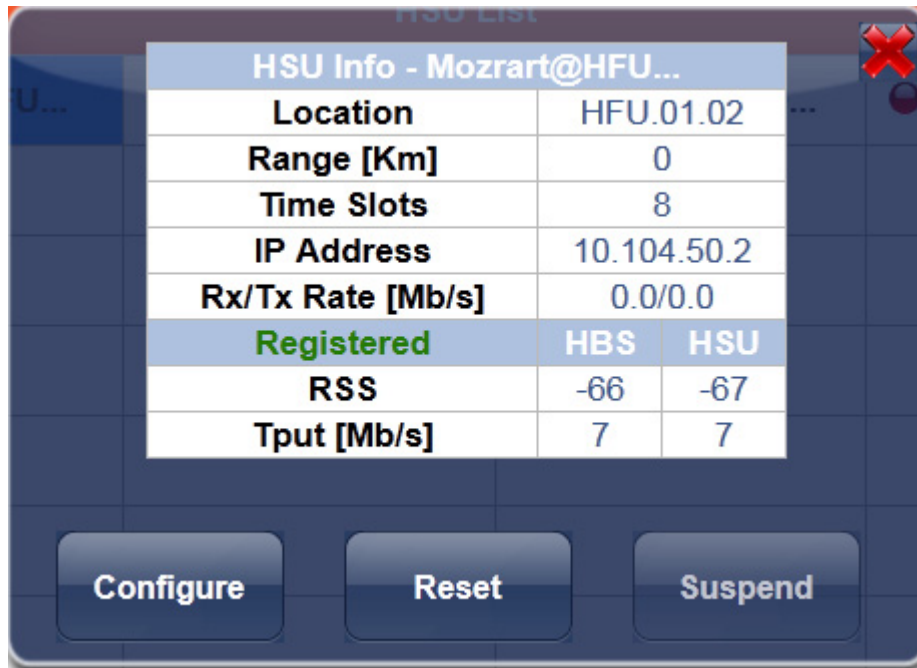 HSU List
HSU Info - Mozrart@HFU...
U...
...
Location HFU.01.02
Range [Km] 0
Time Slots 8
IP Address 10.104.50.2
Rx/Tx Rate [Mb/s] 0.0/0.0
Registered HBS HSU
RSS -66 -67
Tput [Mb/s] 7 7
Configure Reset Suspend